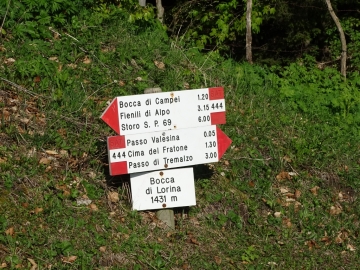 Bocca di Campei 1.20
Fienili di Alpo 3.15 444
Storo S. P. 69 6.00
Passo Valesina 0.05
444 Cima del Fratone 1.30
Passo di Tremalzo 3.00
Bocca
di Lorina
1431 m